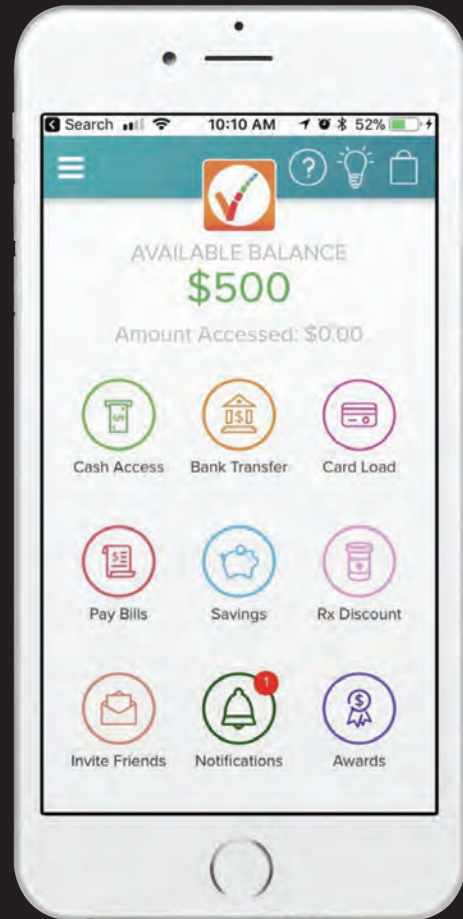 Search 10:10 AM 52%
?
AVAILABLE BALANCE
$500
Amount Accessed: $0.00
$ $
Cash Access Bank Transfer Card Load
$
Pay Bills Savings Rx Discount
1 $
Invite Friends Notifications Awards